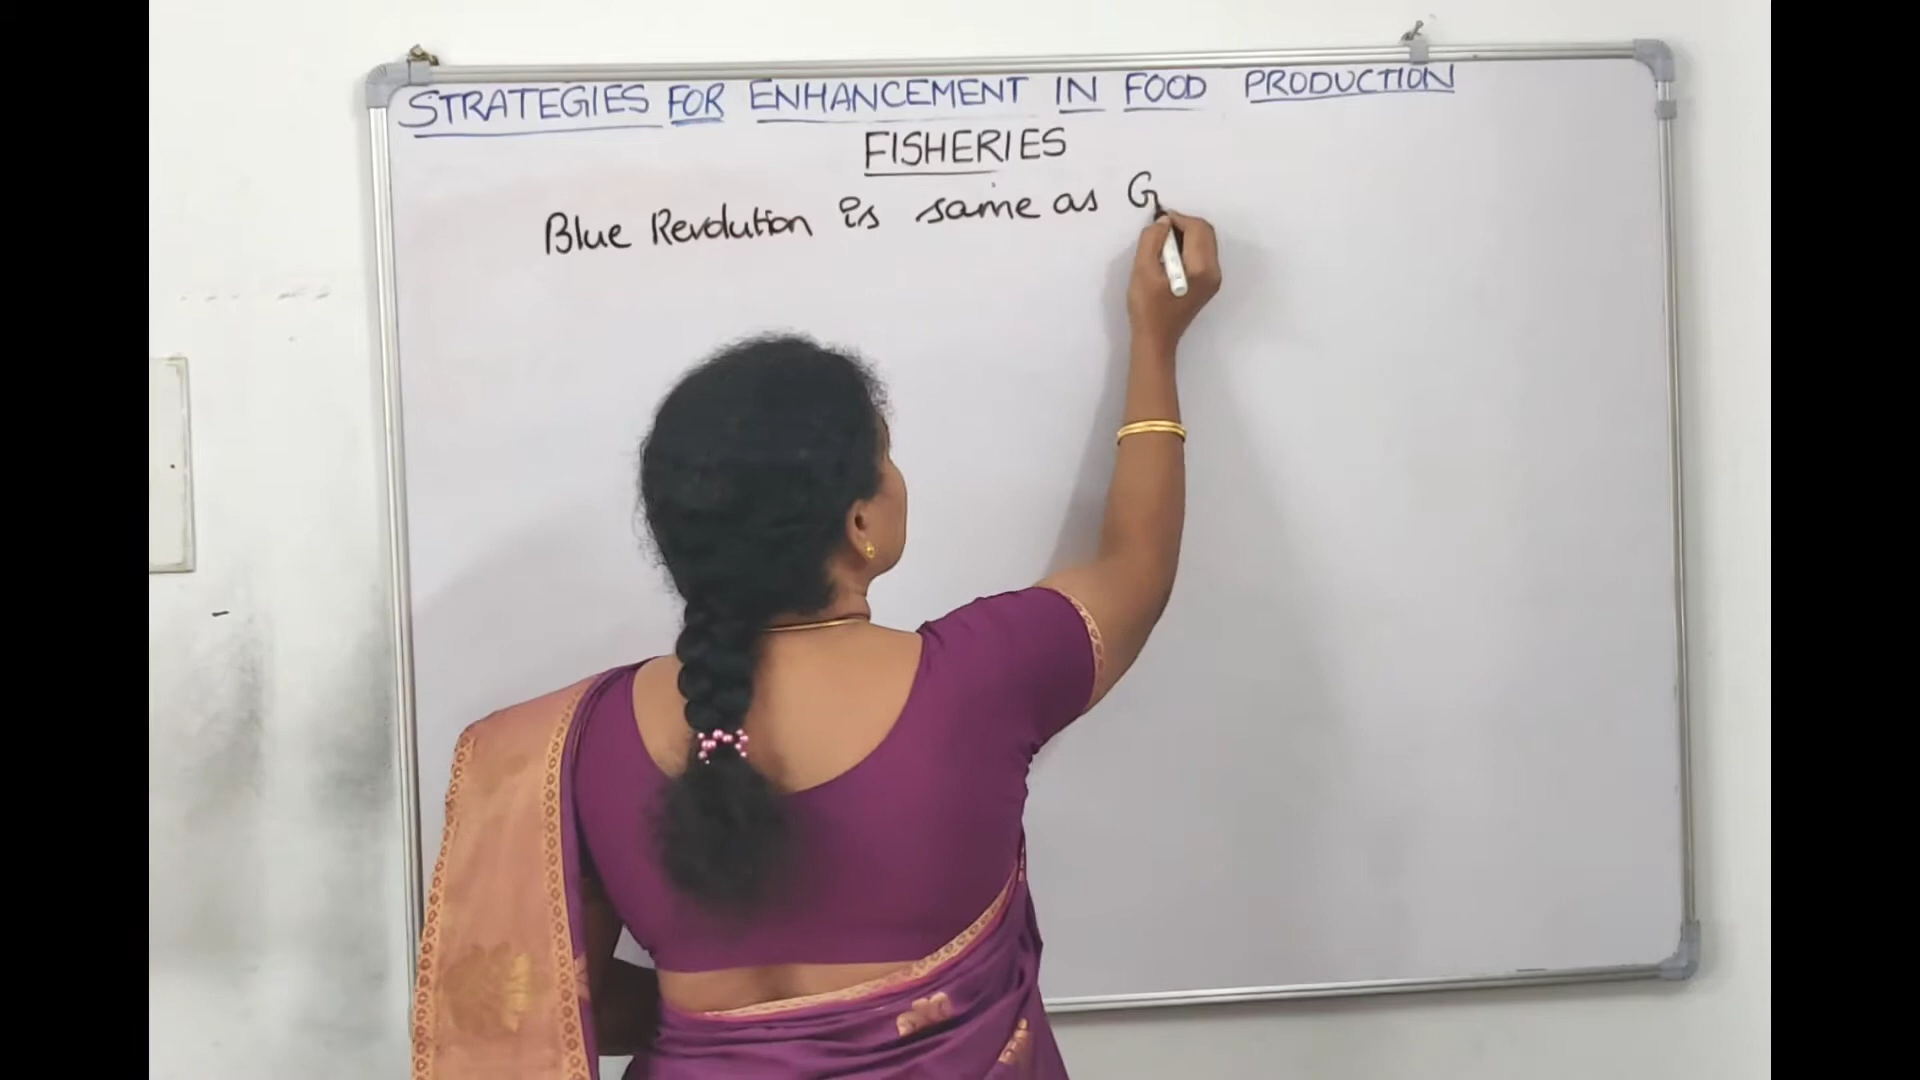 STRATEGIES FOR ENHANCEMENT IN FOOD PRODUCTION
FISHERIES
Blue Revolution is same as G